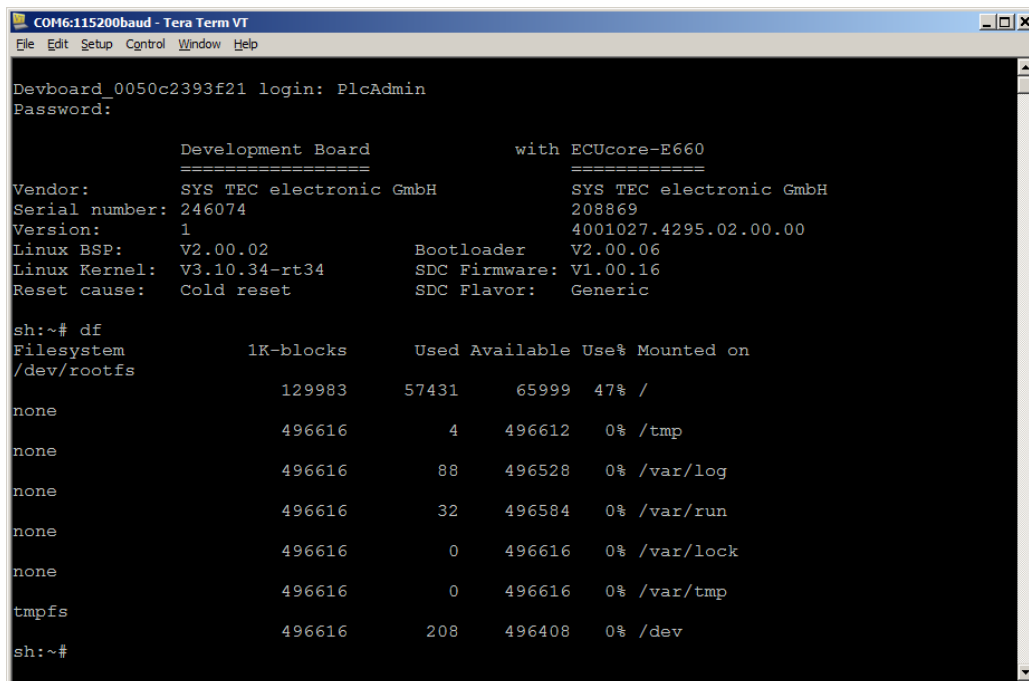 COM6:115200baud - Tera Term VT
File Edit Setup Control Window Help
Devboard_0050c2393f21 login: PlcAdmin
Password:
Development Board with ECUcore-E660
================= ============
Vendor: SYS TEC electronic GmbH SYS TEC electronic GmbH
Serial number: 246074 208869
Version: 1 4001027.4295.02.00.00
Linux BSP: V2.00.02 Bootloader V2.00.06
Linux Kernel: V3.10.34-rt34 SDC Firmware: V1.00.16
Reset cause: Cold reset SDC Flavor: Generic
sh:~# df
Filesystem 1K-blocks Used Available Use% Mounted on
/dev/rootfs
129983 57431 65999 47% /
none
496616 4 496612 0% /tmp
none
496616 88 496528 0% /var/log
none
496616 32 496584 0% /var/run
none
496616 0 496616 0% /var/lock
none
496616 0 496616 0% /var/tmp
tmpfs
496616 208 496408 0% /dev
sh:~#